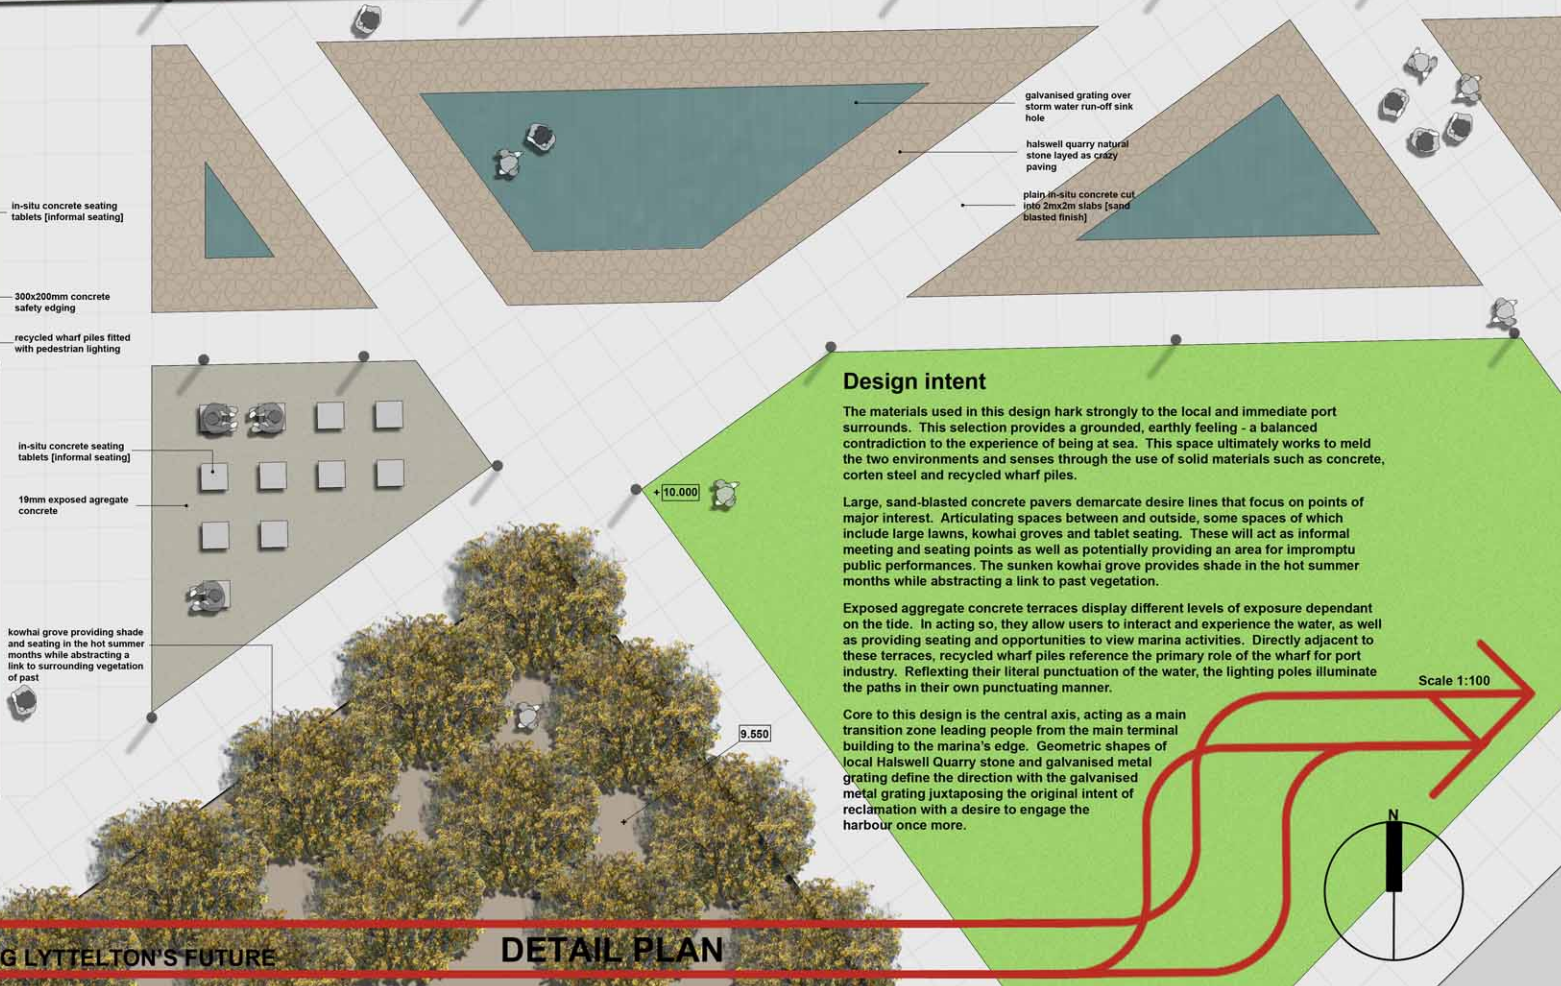 galvanised grating over
storm water run-off sink
hole
halswell quarry natural
stone layed as crazy
paving
plain in-situ concrete cut
into 2mx2m slabs [sand
blasted finish]
in-situ concrete seating
tablets [informal seating]
300x200mm concrete
safety edging
recycled wharf piles fitted
with pedestrian lighting
in-situ concrete seating
tablets [informal seating]
19mm exposed agregate
concrete
kowhai grove providing shade
and seating in the hot summer
months while abstracting a
link to surrounding vegetation
of past
+10.000
9.550
Design intent
The materials used in this design hark strongly to the local and immediate port
surrounds. This selection provides a grounded, earthly feeling - a balanced
contradiction to the experience of being at sea. This space ultimately works to meld
the two environments and senses through the use of solid materials such as concrete,
corten steel and recycled wharf piles.
Large, sand-blasted concrete pavers demarcate desire lines that focus on points of
major interest. Articulating spaces between and outside, some spaces of which
include large lawns, kowhai groves and tablet seating. These will act as informal
meeting and seating points as well as potentially providing an area for impromptu
public performances. The sunken kowhai grove provides shade in the hot summer
months while abstracting a link to past vegetation.
Exposed aggregate concrete terraces display different levels of exposure dependant
on the tide. In acting so, they allow users to interact and experience the water, as well
as providing seating and opportunities to view marina activities. Directly adjacent to
these terraces, recycled wharf piles reference the primary role of the wharf for port
industry. Reflexting their literal punctuation of the water, the lighting poles illuminate
the paths in their own punctuating manner.
Core to this design is the central axis, acting as a main
transition zone leading people from the main terminal
building to the marina's edge. Geometric shapes of
local Halswell Quarry stone and galvanised metal
grating define the direction with the galvanised
metal grating juxtaposing the original intent of
reclamation with a desire to engage the
harbour once more.
Scale 1:100
N
G LYTTELTON'S FUTURE
DETAIL PLAN